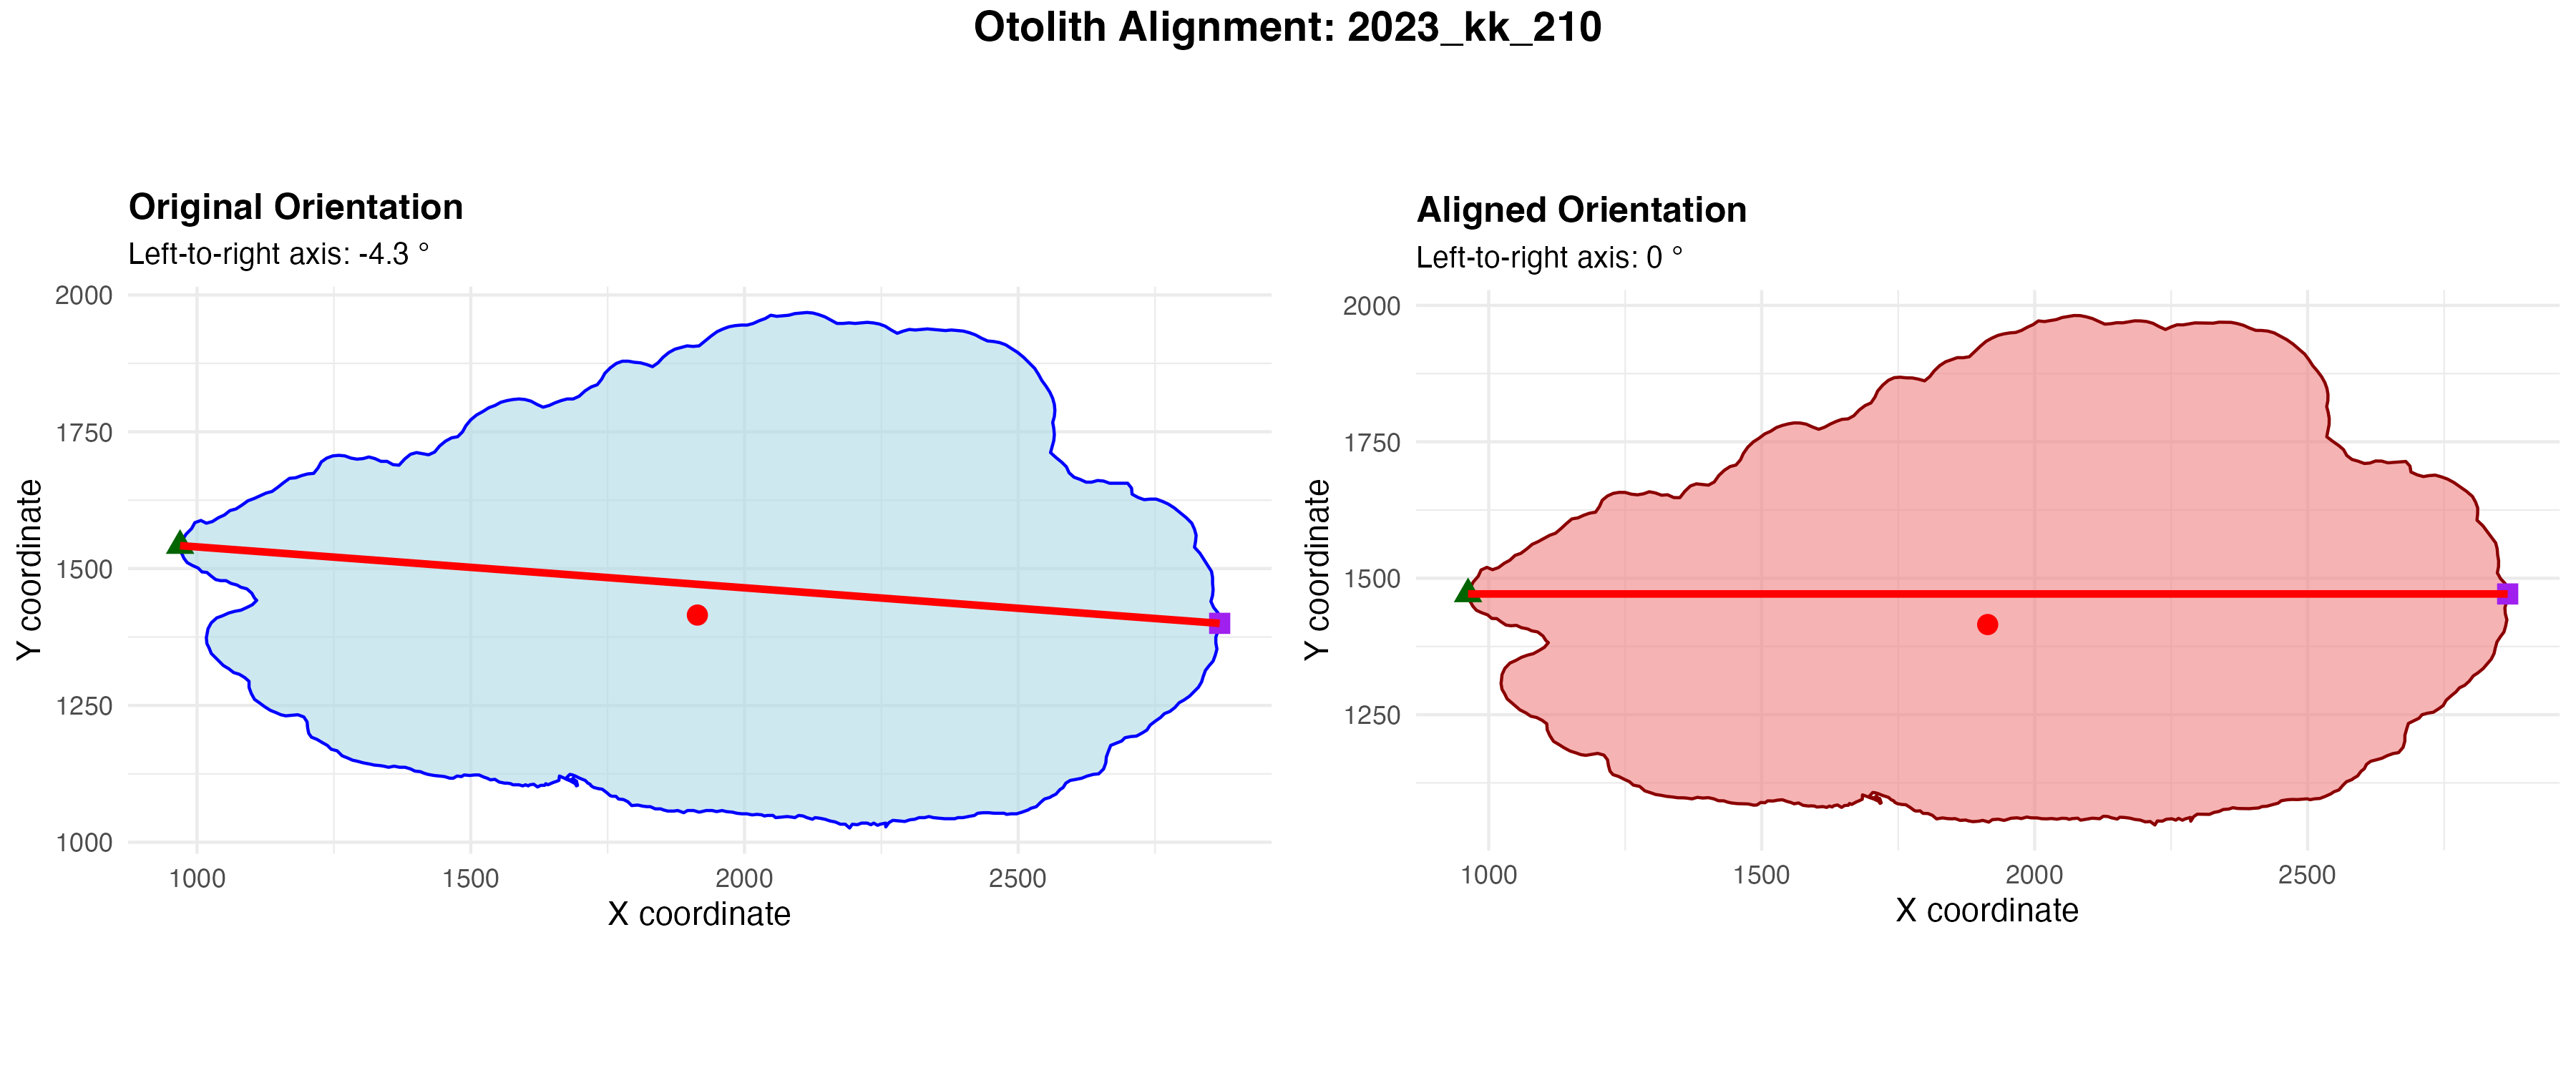 Otolith Alignment: 2023_kk_210
Original Orientation
Left-to-right axis: -4.3 °
2000
1750
1500
1250
1000
Y coordinate
1000 1500 2000 2500
X coordinate
Aligned Orientation
Left-to-right axis: 0 °
2000
1750
1500
1250
Y coordinate
1000 1500 2000 2500
X coordinate